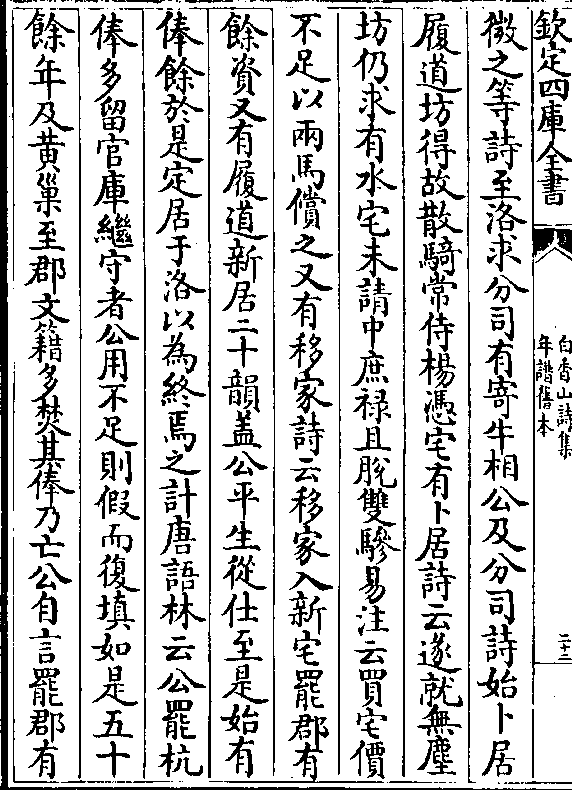 欽定四庫全書
白香山詩集
年譜舊本
二十二
微之等詩至洛求分司有寄牛相公及分司詩始卜居
履道坊得故散騎常侍楊憑宅有卜居詩云遂就無塵
坊仍求有水宅未請中庶禄且脫雙驂易注云買宅價
不足以兩馬償之又有移家詩云移家入新宅罷郡有
餘資又有履道新居二十韻蓋公平生從仕至是始有
俸餘於是定居于洛以為終焉之計唐語林云公罷杭
俸多留官庫繼守者公用不足則假而復填如是五十
餘年及黄巢至郡文籍多焚其俸乃亡公自言罷郡有